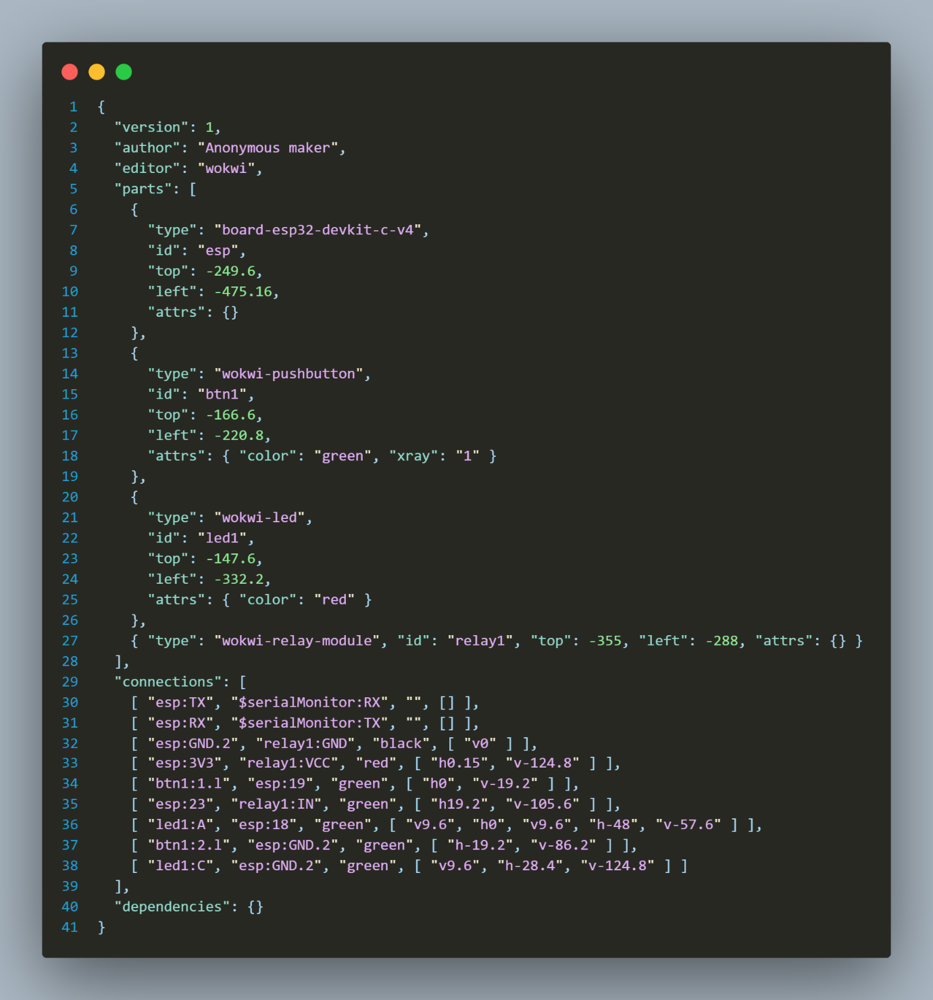 1 {
2   "version": 1,
3   "author": "Anonymous maker",
4   "editor": "wokwi",
5   "parts": [
6     {
7       "type": "board-esp32-devkit-c-v4",
8       "id": "esp",
9       "top": -249.6,
10       "left": -475.16,
11       "attrs": {}
12     },
13     {
14       "type": "wokwi-pushbutton",
15       "id": "btn1",
16       "top": -166.6,
17       "left": -220.8,
18       "attrs": { "color": "green", "xray": "1" }
19     },
20     {
21       "type": "wokwi-led",
22       "id": "led1",
23       "top": -147.6,
24       "left": -332.2,
25       "attrs": { "color": "red" }
26     },
27     { "type": "wokwi-relay-module", "id": "relay1", "top": -355, "left": -288, "attrs": {} }
28   ],
29   "connections": [
30     [ "esp:TX", "$serialMonitor:RX", "", [] ],
31     [ "esp:RX", "$serialMonitor:TX", "", [] ],
32     [ "esp:GND.2", "relay1:GND", "black", [ "v0" ] ],
33     [ "esp:3V3", "relay1:VCC", "red", [ "h0.15", "v-124.8" ] ],
34     [ "btn1:1.l", "esp:19", "green", [ "h0", "v-19.2" ] ],
35     [ "esp:23", "relay1:IN", "green", [ "h19.2", "v-105.6" ] ],
36     [ "led1:A", "esp:18", "green", [ "v9.6", "h0", "v9.6", "h-48", "v-57.6" ] ],
37     [ "btn1:2.l", "esp:GND.2", "green", [ "h-19.2", "v-86.2" ] ],
38     [ "led1:C", "esp:GND.2", "green", [ "v9.6", "h-28.4", "v-124.8" ] ]
39   ],
40   "dependencies": {}
41 }